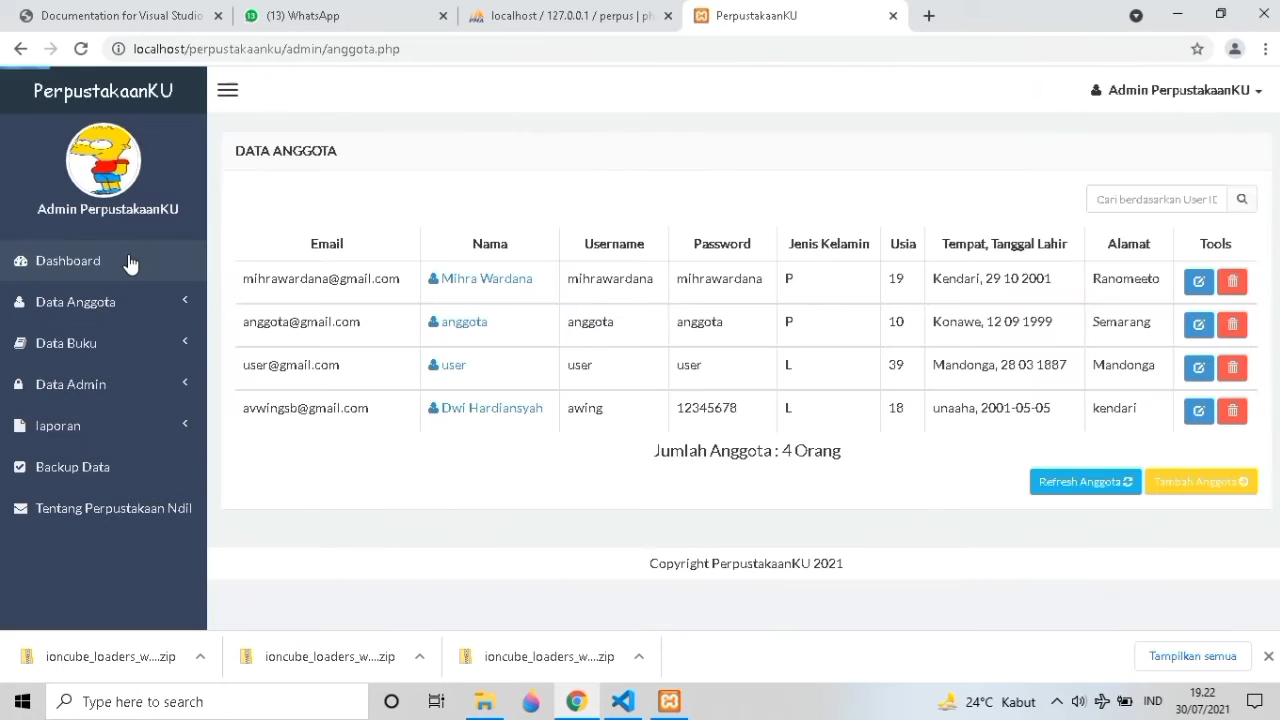 Documentation for Visual Studio
(13) WhatsApp
localhost / 127.0.0.1 / perpus | ph
PerpustakaanKU
localhost/perpustakaanku/admin/anggota.php
PerpustakaanKU
Admin PerpustakaanKU
Admin PerpustakaanKU
Dashboard
Data Anggota
Data Buku
Data Admin
laporan
Backup Data
Tentang Perpustakaan Ndil
DATA ANGGOTA
Cari berdasarkan User ID
Email Nama Username Password Jenis Kelamin Usia Tempat, Tanggal Lahir Alamat Tools
mihrawardana@gmail.com Mihra Wardana mihrawardana mihrawardana P 19 Kendari, 29 10 2001 Ranomeeto
anggota@gmail.com anggota anggota anggota P 10 Konawe, 12 09 1999 Semarang
user@gmail.com user user user L 39 Mandonga, 28 03 1887 Mandonga
avwingsb@gmail.com Dwi Hardiansyah awing 12345678 L 18 unaaha, 2001-05-05 kendari
Jumlah Anggota : 4 Orang
Refresh Anggota Tambah Anggota
Copyright PerpustakaanKU 2021
ioncube_loaders_w....zip
ioncube_loaders_w....zip
ioncube_loaders_w....zip
Tampilkan semua
Type here to search
24°C Kabut
IND
19.22
30/07/2021